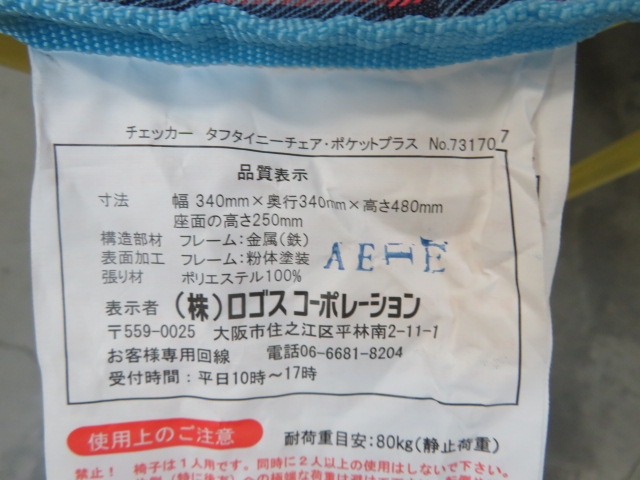 チェッカー タフタイニーチェア・ポケットプラス No.731707
品質表示
寸法 幅 340mm×奥行340mm×高さ480mm
座面の高さ250mm
構造部材 フレーム:金属(鉄)
表面加工 フレーム:粉体塗装
張り材 ポリエステル100%
表示者 (株)ロゴス コーポレーション
〒559-0025 大阪市住之江区平林南2-11-1
お客様専用回線 電話06-6681-8204
受付時間:平日10時〜17時
使用上のご注意 耐荷重目安:80kg(静止荷重)
禁止! 椅子は1人用です。同時に2人以上の使用はしないで下さい。